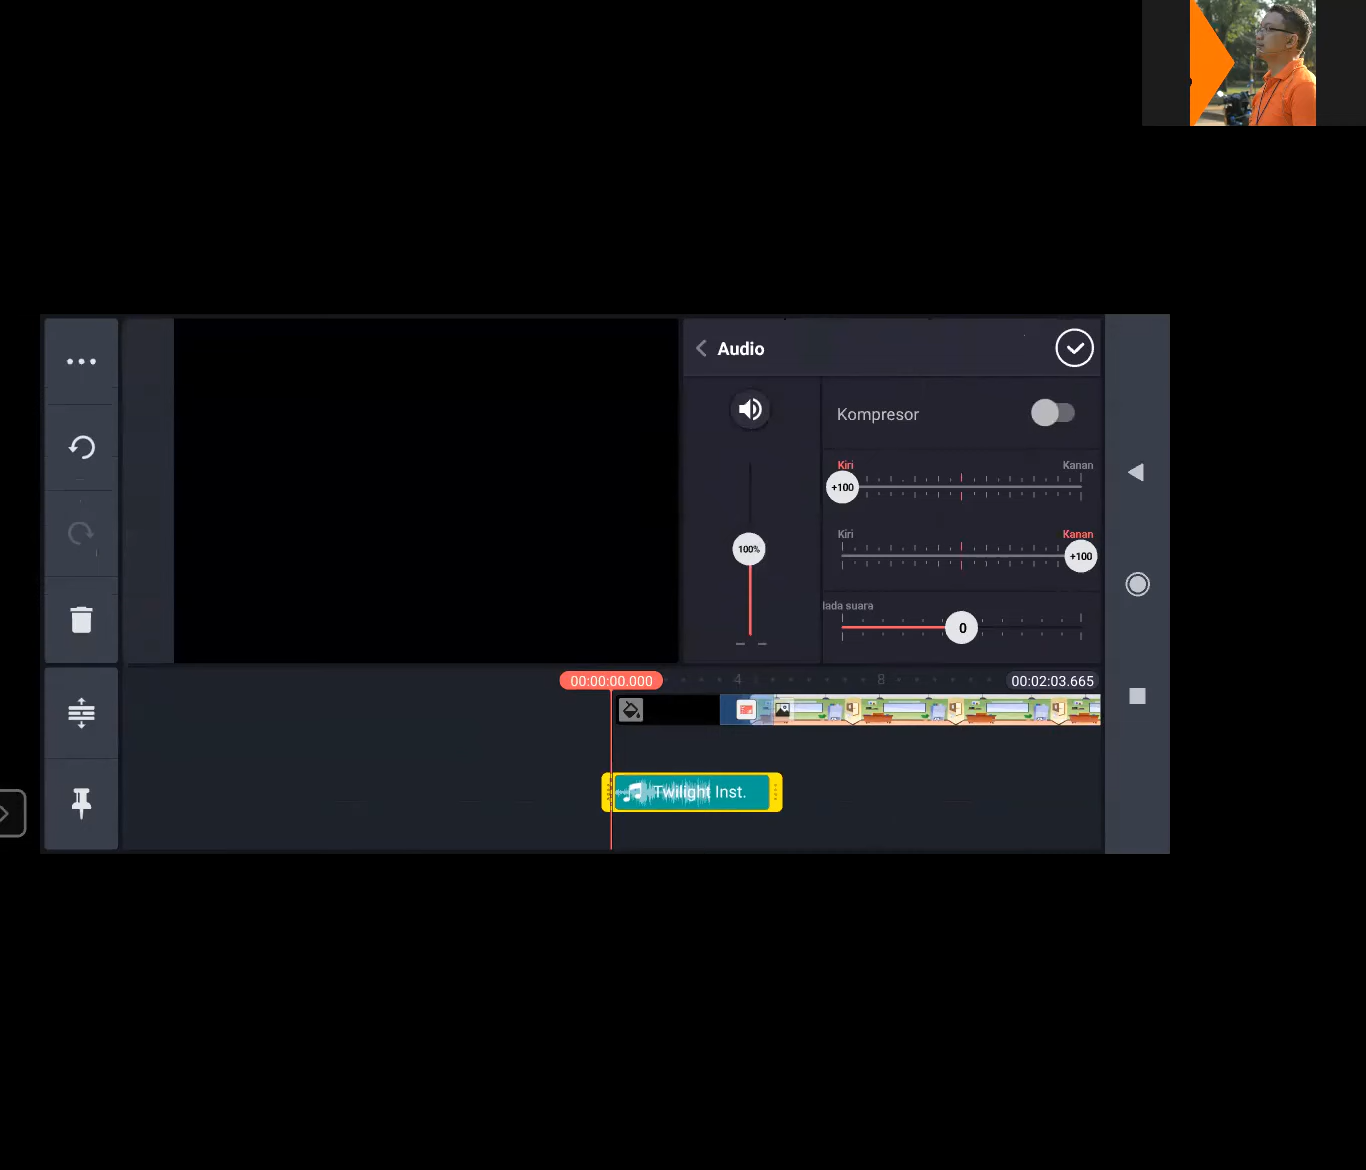 Audio
Kompresor
Kiri Kanan
+100
Kiri Kanan
+100
100%
lada suara
0
00:00:00.000 4 8 00:02:03.665
Twilight Inst.